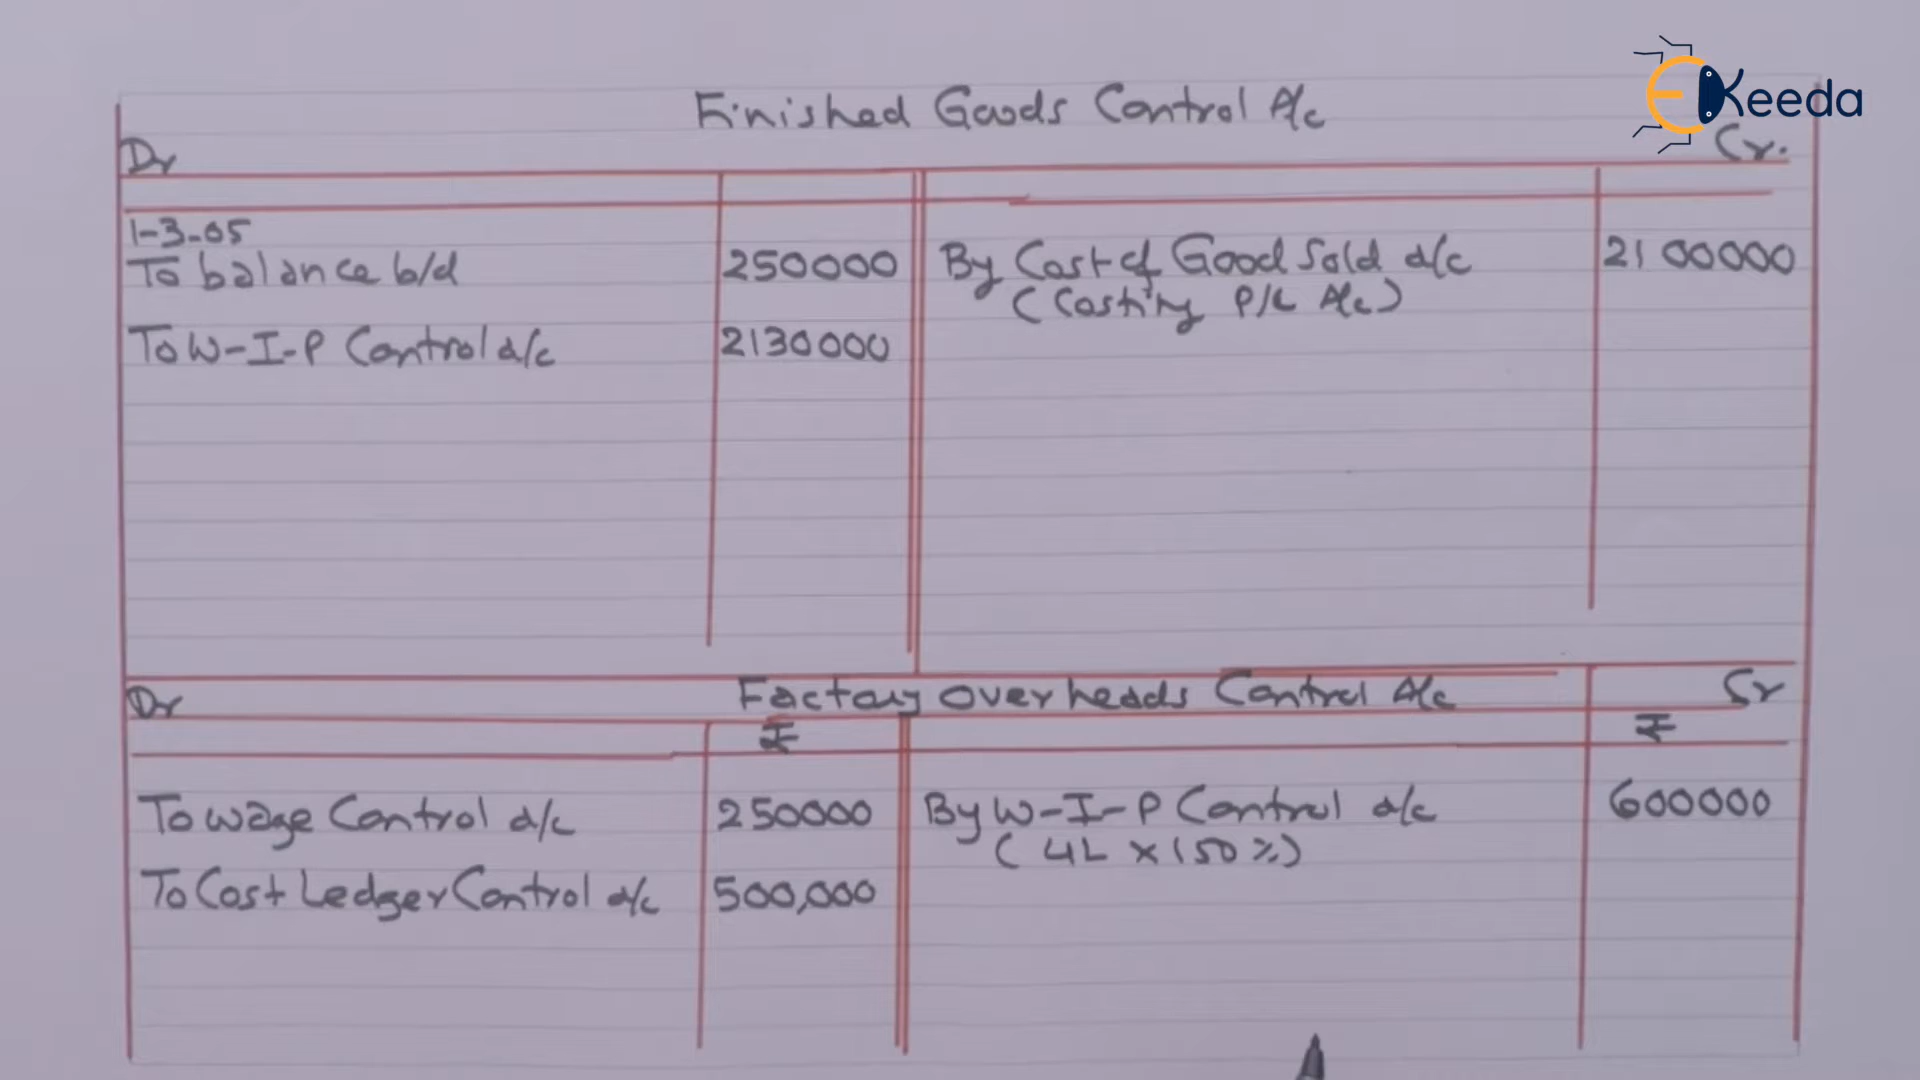 EKeeda
Finished Goods Control A/c
Dr Cr.
1-3-05
To balance b/d 250000 By Cost of Good Sold a/c 2100000
(Costing P/L A/c)
To W-I-P Control a/c 2130000
Dr Factory overheads Control A/c Cr
₹ ₹
To wage Control a/c 250000 By W-I-P Control a/c 600000
(4L x 150%)
To Cost Ledger Control a/c 500,000